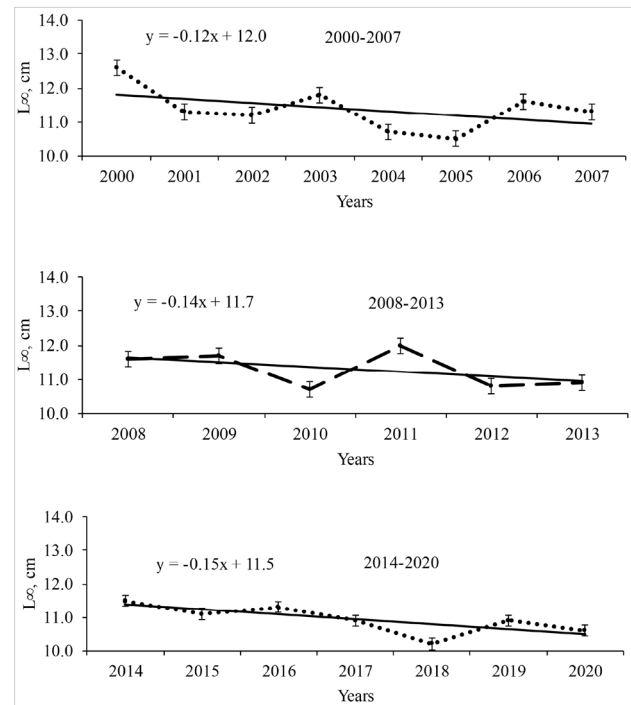 14.0
y = -0.12x + 12.0 2000-2007
13.0
12.0
11.0
10.0
L∞, cm
2000 2001 2002 2003 2004 2005 2006 2007
Years
14.0
13.0
y = -0.14x + 11.7 2008-2013
12.0
11.0
10.0
L∞, cm
2008 2009 2010 2011 2012 2013
Years
14.0
13.0
y = -0.15x + 11.5 2014-2020
12.0
11.0
10.0
L∞, cm
2014 2015 2016 2017 2018 2019 2020
Years